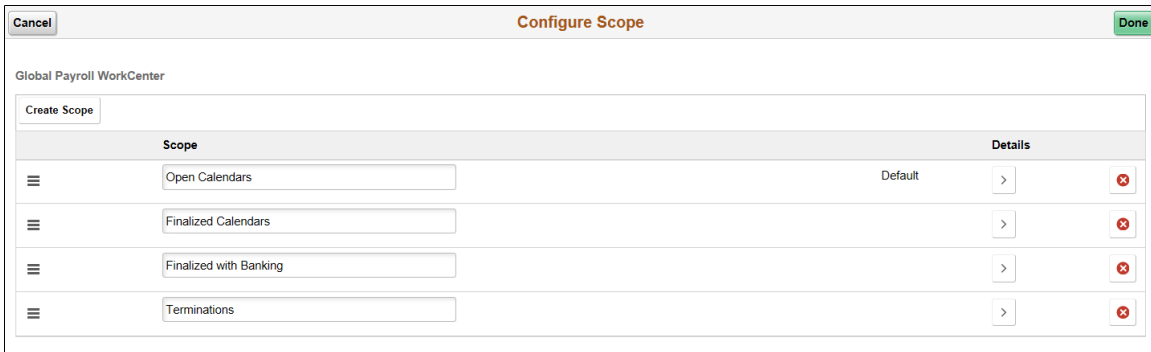 Cancel Configure Scope Done
Global Payroll WorkCenter
Create Scope
Scope Details
Open Calendars Default
Finalized Calendars
Finalized with Banking
Terminations